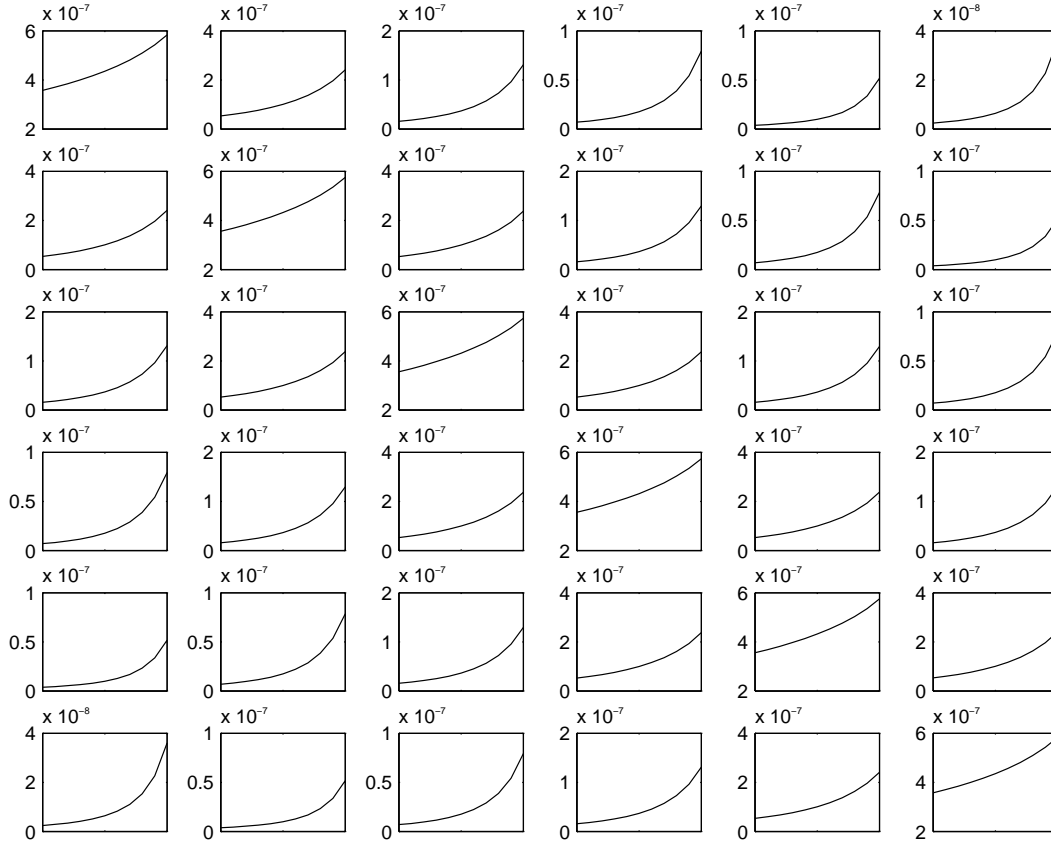 x 10⁻⁷ x 10⁻⁷ x 10⁻⁷ x 10⁻⁷ x 10⁻⁷ x 10⁻⁸
6 4 2 1 1 4
4 2 1 0.5 0.5 2
2 0 0 0 0 0
x 10⁻⁷ x 10⁻⁷ x 10⁻⁷ x 10⁻⁷ x 10⁻⁷ x 10⁻⁷
4 6 4 2 1 1
2 4 2 1 0.5 0.5
0 2 0 0 0 0
x 10⁻⁷ x 10⁻⁷ x 10⁻⁷ x 10⁻⁷ x 10⁻⁷ x 10⁻⁷
2 4 6 4 2 1
1 2 4 2 1 0.5
0 0 2 0 0 0
x 10⁻⁷ x 10⁻⁷ x 10⁻⁷ x 10⁻⁷ x 10⁻⁷ x 10⁻⁷
1 2 4 6 4 2
0.5 1 2 4 2 1
0 0 0 2 0 0
x 10⁻⁷ x 10⁻⁷ x 10⁻⁷ x 10⁻⁷ x 10⁻⁷ x 10⁻⁷
1 1 2 4 6 4
0.5 0.5 1 2 4 2
0 0 0 0 2 0
x 10⁻⁸ x 10⁻⁷ x 10⁻⁷ x 10⁻⁷ x 10⁻⁷ x 10⁻⁷
4 1 1 2 4 6
2 0.5 0.5 1 2 4
0 0 0 0 0 2